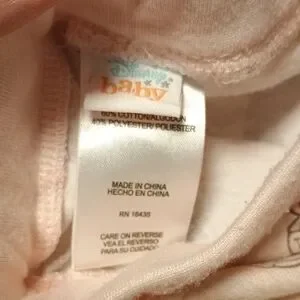 Disney
baby
60% COTTON/ALGODON
40% POLYESTER/POLIESTER
MADE IN CHINA
HECHO EN CHINA
RN 16435
CARE ON REVERSE
VEA EL REVERSO
PARA SU CUIDADO